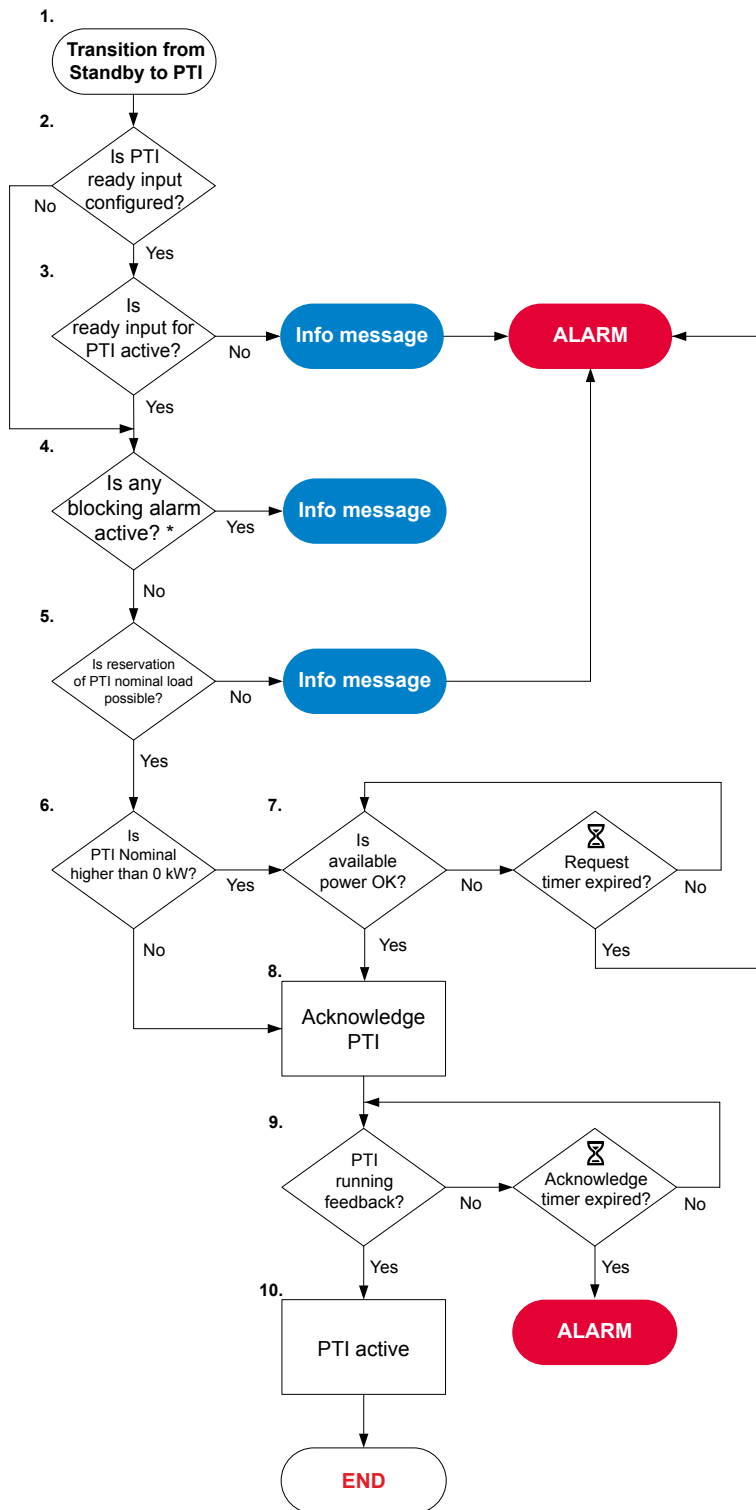 1.
Transition from
Standby to PTI
2.
Is PTI
ready input
configured?
No
Yes
3.
Is
ready input for
PTI active?
No
Info message
ALARM
Yes
4.
Is any
blocking alarm
active? *
Yes
Info message
No
5.
Is reservation
of PTI nominal load
possible?
No
Info message
Yes
6.
Is
PTI Nominal
higher than 0 kW?
Yes
No
7.
Is
available
power OK?
No
Yes
Request
timer expired?
No
Yes
8.
Acknowledge
PTI
9.
PTI
running
feedback?
No
Yes
Acknowledge
timer expired?
No
Yes
ALARM
10.
PTI active
END